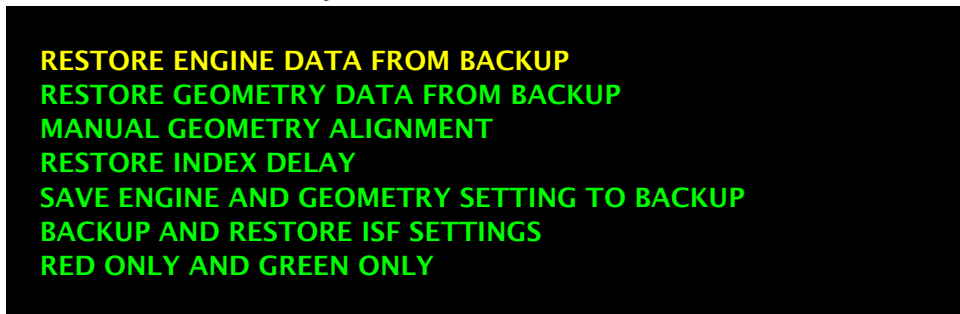 RESTORE ENGINE DATA FROM BACKUP
RESTORE GEOMETRY DATA FROM BACKUP
MANUAL GEOMETRY ALIGNMENT
RESTORE INDEX DELAY
SAVE ENGINE AND GEOMETRY SETTING TO BACKUP
BACKUP AND RESTORE ISF SETTINGS
RED ONLY AND GREEN ONLY